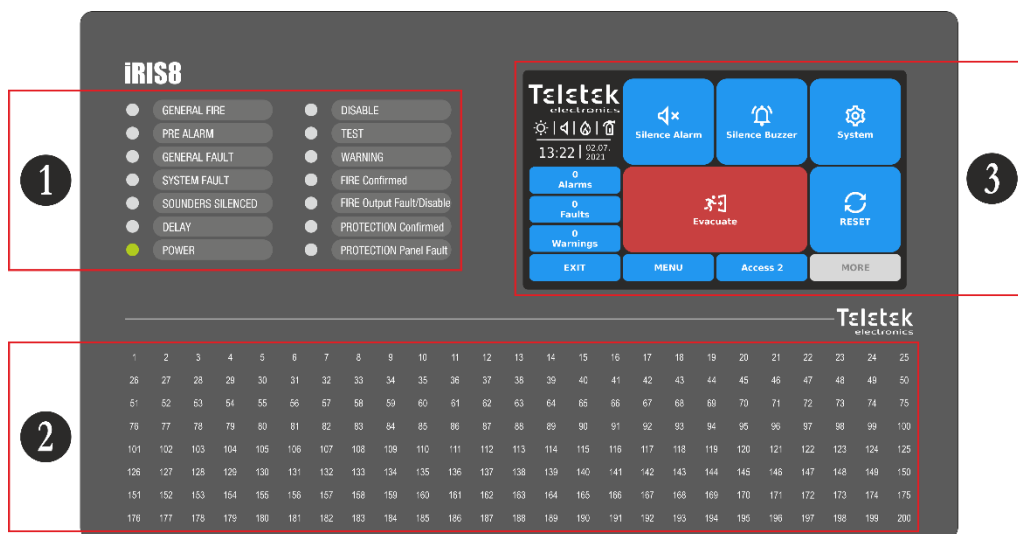 iRIS8
1
GENERAL FIRE
PRE ALARM
GENERAL FAULT
SYSTEM FAULT
SOUNDERS SILENCED
DELAY
POWER
DISABLE
TEST
WARNING
FIRE Confirmed
FIRE Output Fault/Disable
PROTECTION Confirmed
PROTECTION Panel Fault
3
Teletek
electronics
13:22 02.07.
2021
Silence Alarm
Silence Buzzer
System
0
Alarms
0
Faults
0
Warnings
Evacuate
RESET
EXIT
MENU
Access 2
MORE
Teletek
electronics
2
1 2 3 4 5 6 7 8 9 10 11 12 13 14 15 16 17 18 19 20 21 22 23 24 25
26 27 28 29 30 31 32 33 34 35 36 37 38 39 40 41 42 43 44 45 46 47 48 49 50
51 52 53 54 55 56 57 58 59 60 61 62 63 64 65 66 67 68 69 70 71 72 73 74 75
76 77 78 79 80 81 82 83 84 85 86 87 88 89 90 91 92 93 94 95 96 97 98 99 100
101 102 103 104 105 106 107 108 109 110 111 112 113 114 115 116 117 118 119 120 121 122 123 124 125
126 127 128 129 130 131 132 133 134 135 136 137 138 139 140 141 142 143 144 145 146 147 148 149 150
151 152 153 154 155 156 157 158 159 160 161 162 163 164 165 166 167 168 169 170 171 172 173 174 175
176 177 178 179 180 181 182 183 184 185 186 187 188 189 190 191 192 193 194 195 196 197 198 199 200